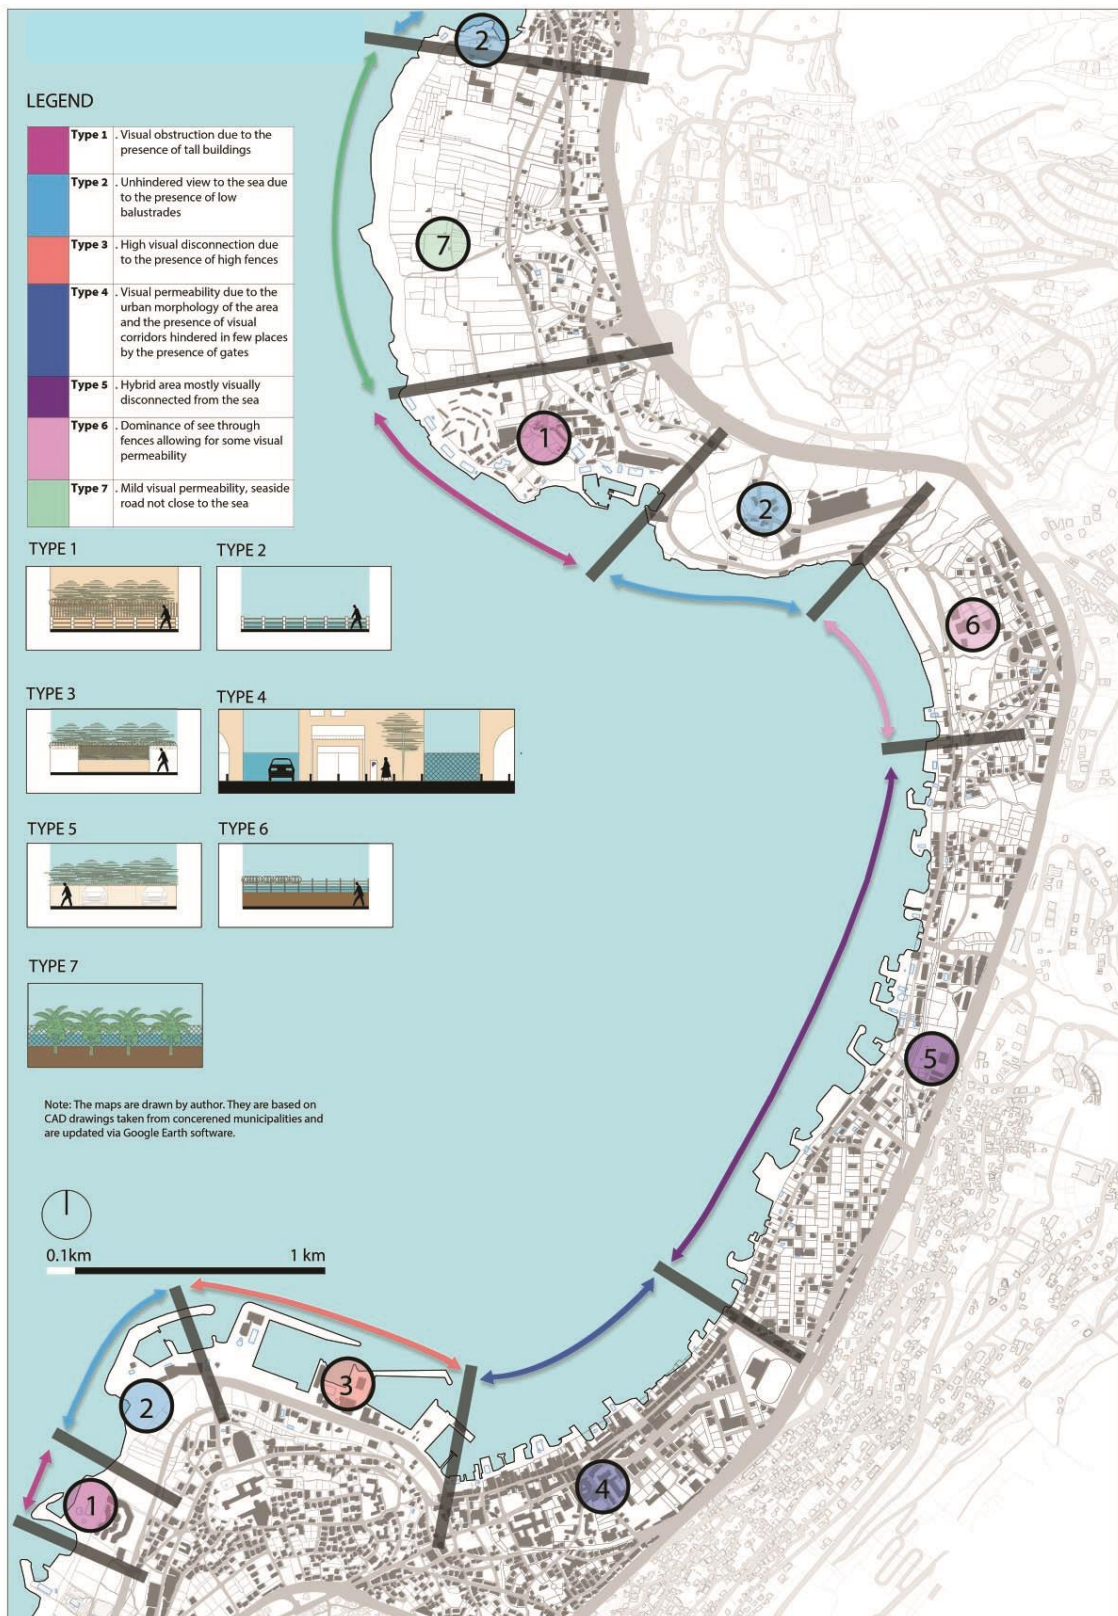 LEGEND
Type 1 . Visual obstruction due to the
presence of tall buildings
Type 2 . Unhindered view to the sea due
to the presence of low
balustrades
Type 3 . High visual disconnection due
to the presence of high fences
Type 4 . Visual permeability due to the
urban morphology of the area
and the presence of visual
corridors hindered in few places
by the presence of gates
Type 5 . Hybrid area mostly visually
disconnected from the sea
Type 6 . Dominance of see through
fences allowing for some visual
permeability
Type 7 . Mild visual permeability, seaside
road not close to the sea
TYPE 1
TYPE 2
TYPE 3
TYPE 4
TYPE 5
TYPE 6
TYPE 7
Note: The maps are drawn by author. They are based on
CAD drawings taken from concerened municipalities and
are updated via Google Earth software.
0.1km 1 km
2
7
1
2
6
5
3
2
4
1